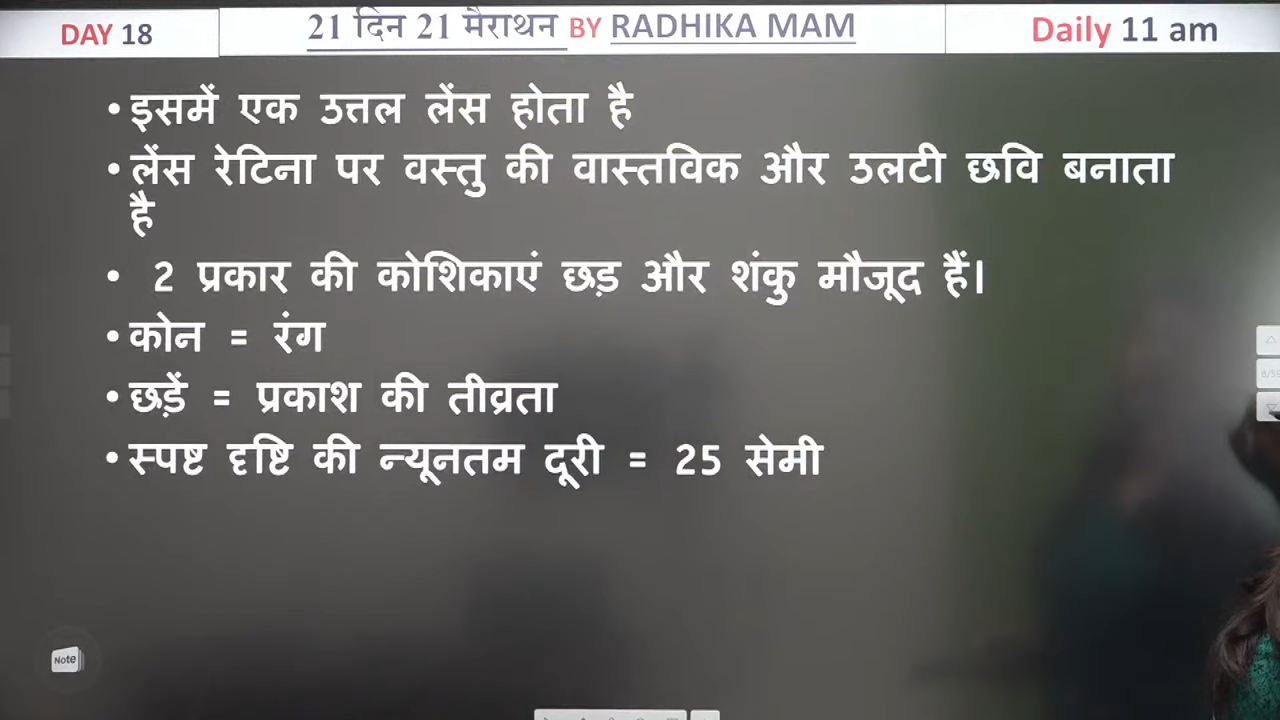 DAY 18
21 दिन 21 मैराथन BY RADHIKA MAM
Daily 11 am
•इसमें एक उत्तल लेंस होता है
•लेंस रेटिना पर वस्तु की वास्तविक और उलटी छवि बनाता
है
• 2 प्रकार की कोशिकाएं छड़ और शंकु मौजूद हैं।
•कोन = रंग
•छड़ें = प्रकाश की तीव्रता
•स्पष्ट दृष्टि की न्यूनतम दूरी = 25 सेमी
Note